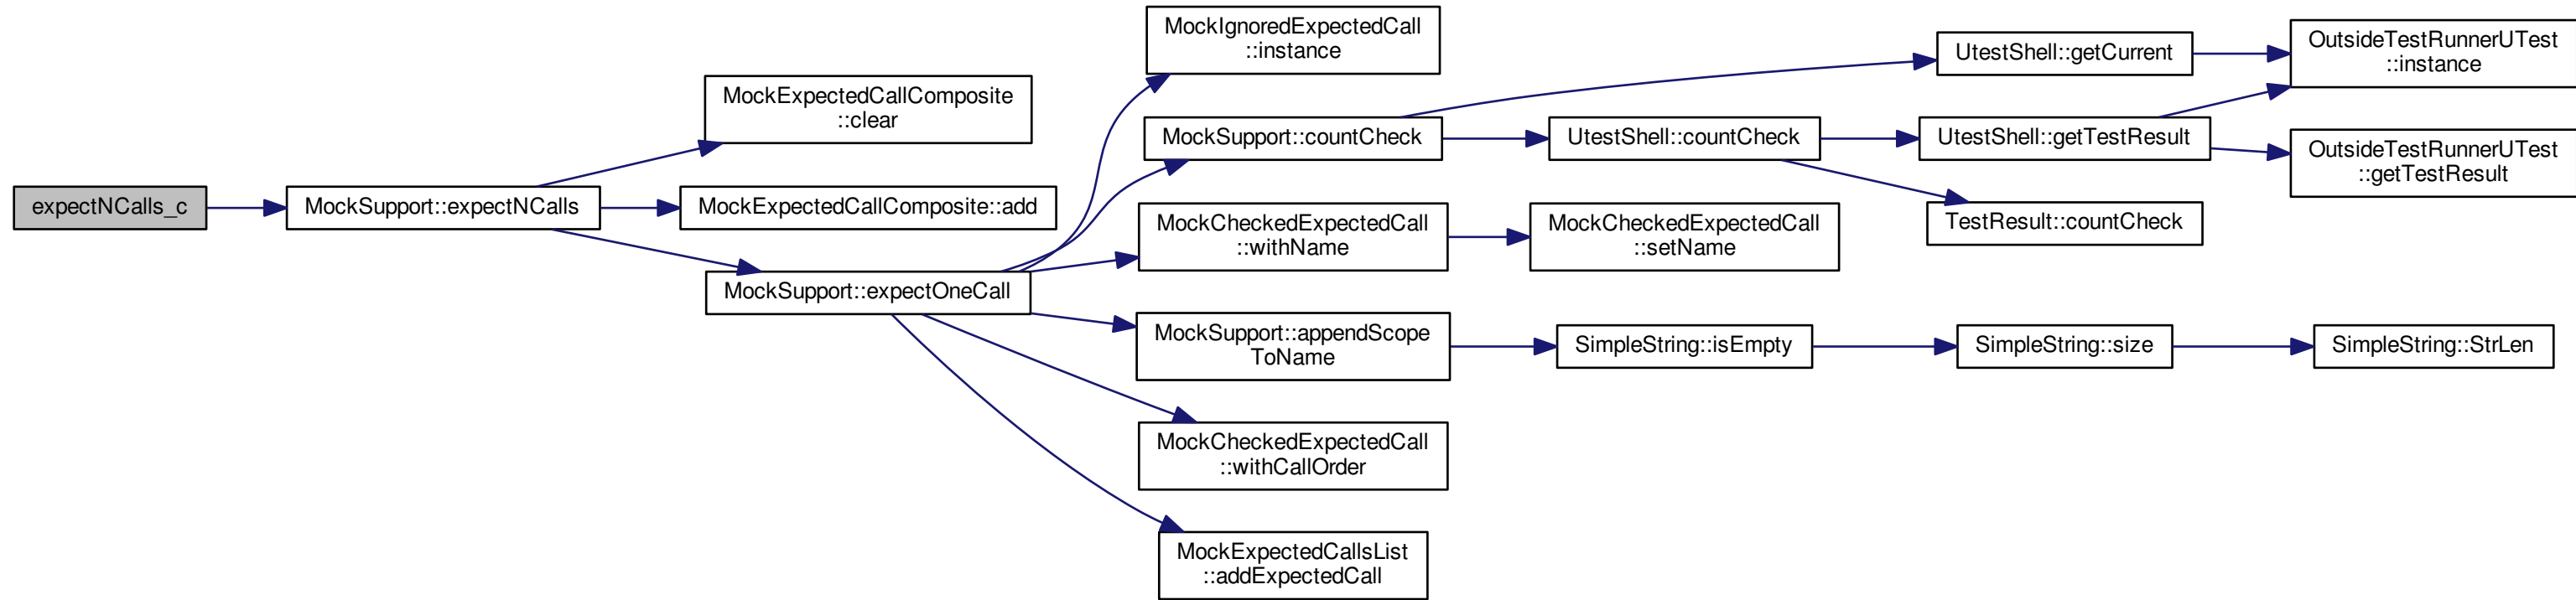 expectNCalls_c
MockSupport::expectNCalls
MockExpectedCallComposite
::clear
MockExpectedCallComposite::add
MockSupport::expectOneCall
MockIgnoredExpectedCall
::instance
MockSupport::countCheck
MockCheckedExpectedCall
::withName
MockSupport::appendScope
ToName
MockCheckedExpectedCall
::withCallOrder
MockExpectedCallsList
::addExpectedCall
UtestShell::countCheck
MockCheckedExpectedCall
::setName
SimpleString::isEmpty
UtestShell::getCurrent
UtestShell::getTestResult
TestResult::countCheck
SimpleString::size
OutsideTestRunnerUTest
::instance
OutsideTestRunnerUTest
::getTestResult
SimpleString::StrLen